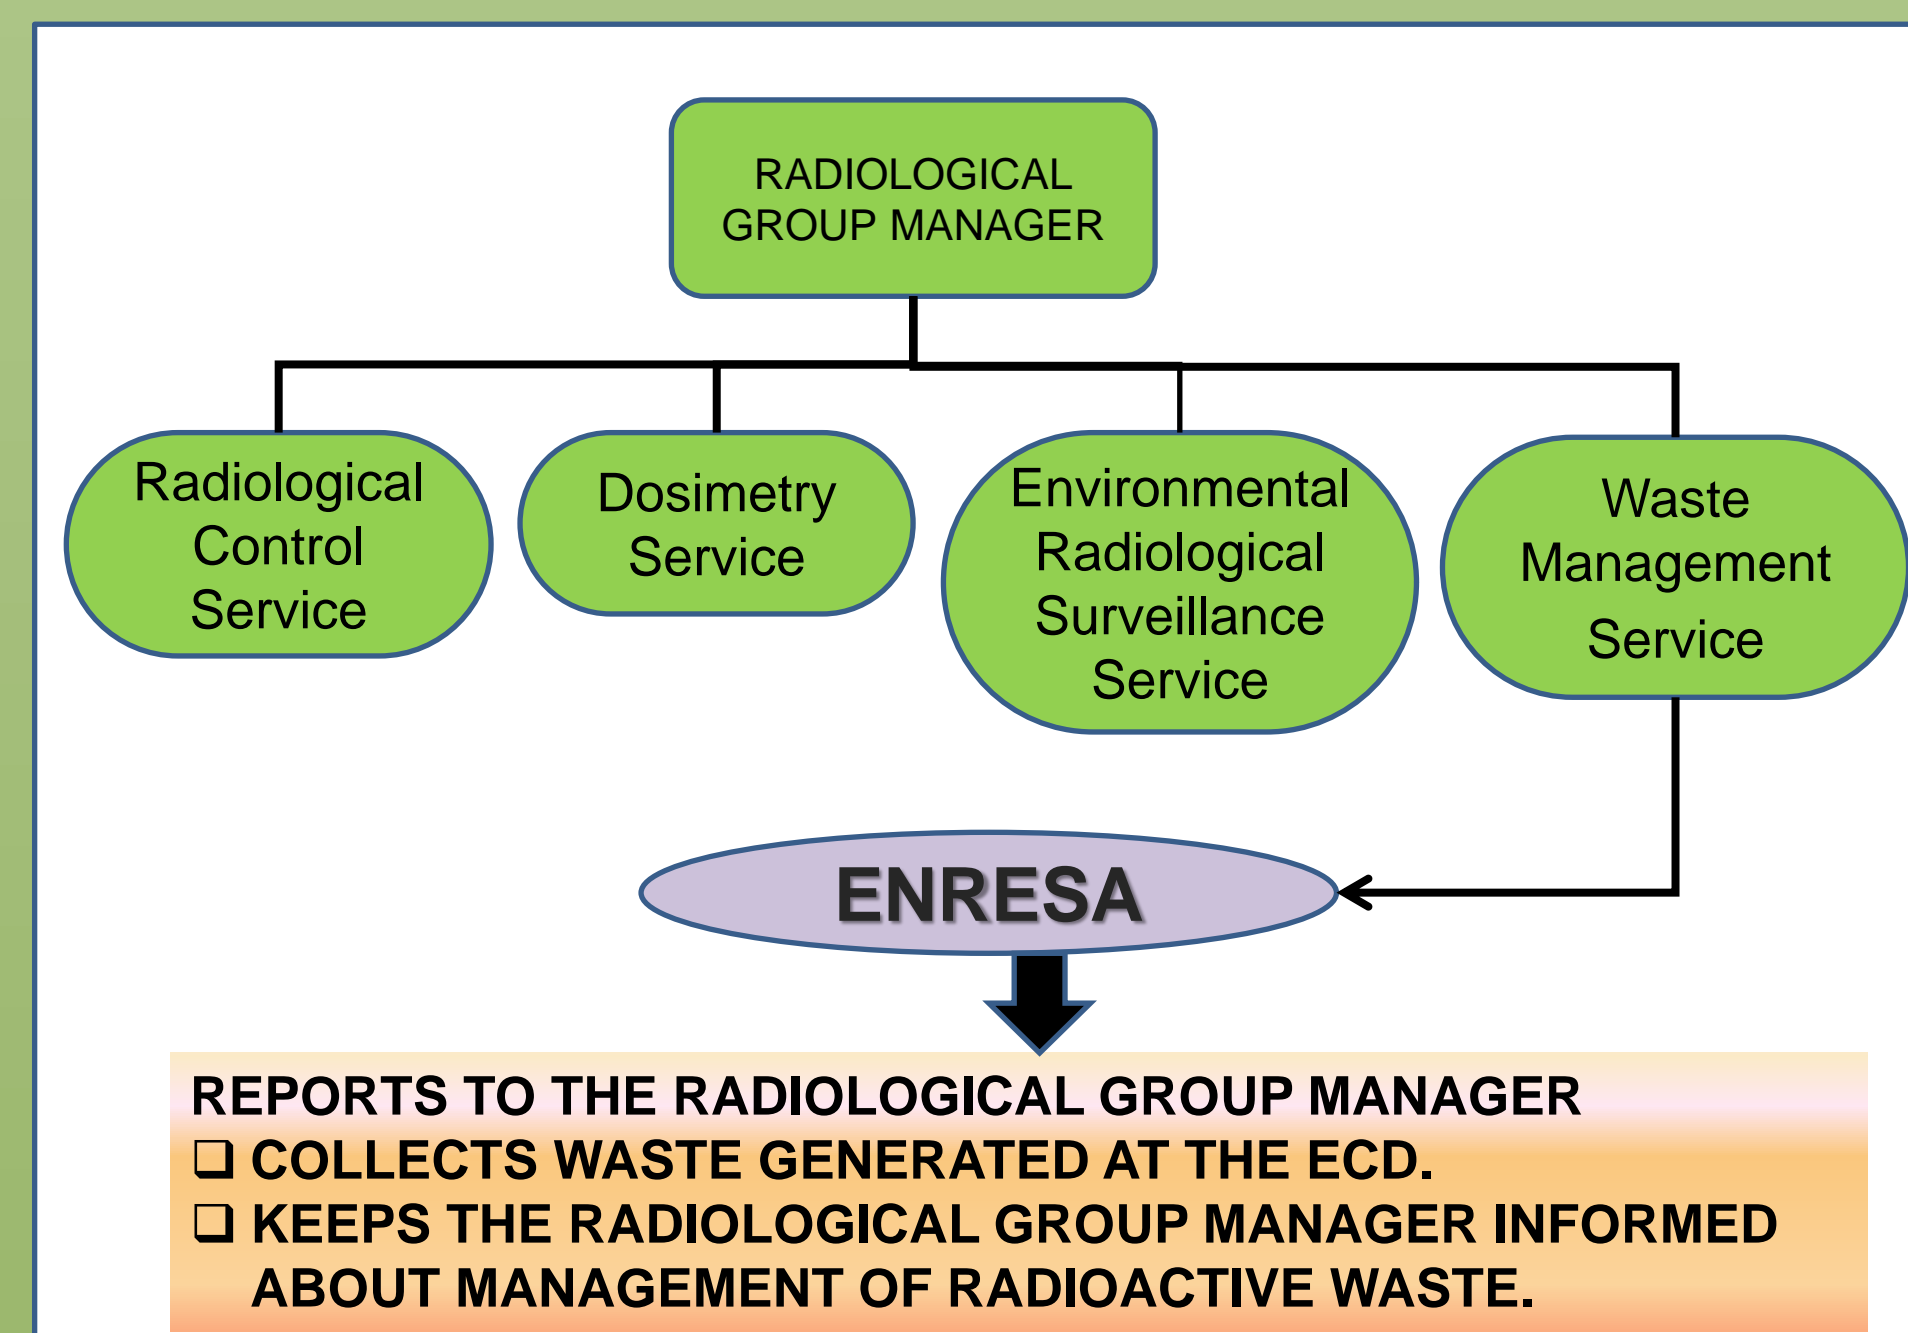 RADIOLOGICAL
GROUP MANAGER
Radiological
Control
Service
Dosimetry
Service
Environmental
Radiological
Surveillance
Service
Waste
Management
Service
ENRESA
REPORTS TO THE RADIOLOGICAL GROUP MANAGER
❑ COLLECTS WASTE GENERATED AT THE ECD.
❑ KEEPS THE RADIOLOGICAL GROUP MANAGER INFORMED
ABOUT MANAGEMENT OF RADIOACTIVE WASTE.